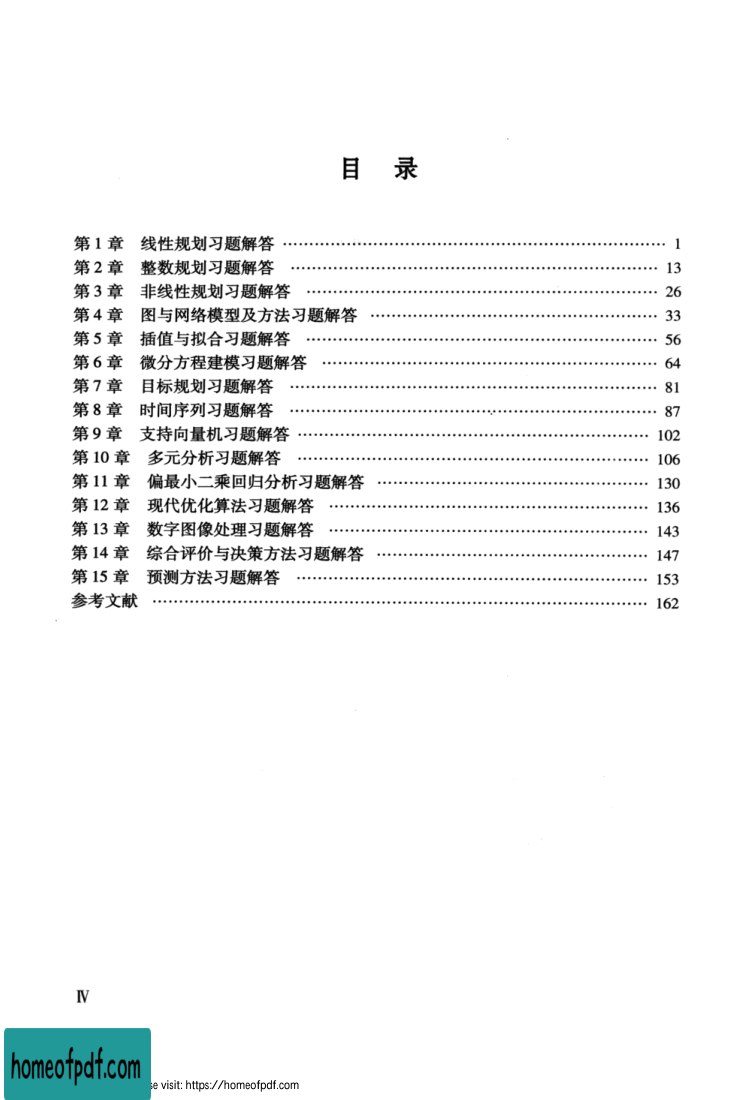 目 录
第 1 章 线性规划习题解答 …………………………………………………………… 1
第 2 章 整数规划习题解答 …………………………………………………………… 13
第 3 章 非线性规划习题解答 ………………………………………………………… 26
第 4 章 图与网络模型及方法习题解答 ……………………………………………… 33
第 5 章 插值与拟合习题解答 ………………………………………………………… 56
第 6 章 微分方程建模习题解答 ……………………………………………………… 64
第 7 章 目标规划习题解答 …………………………………………………………… 81
第 8 章 时间序列习题解答 …………………………………………………………… 87
第 9 章 支持向量机习题解答 ………………………………………………………… 102
第 10 章 多元分析习题解答 ………………………………………………………… 106
第 11 章 偏最小二乘回归分析习题解答 …………………………………………… 130
第 12 章 现代优化算法习题解答 …………………………………………………… 136
第 13 章 数字图像处理习题解答 …………………………………………………… 143
第 14 章 综合评价与决策方法习题解答 …………………………………………… 147
第 15 章 预测方法习题解答 ………………………………………………………… 153
参考文献 ……………………………………………………………………………… 162
Ⅳ
homeofpdf.com
se visit: https://homeofpdf.com